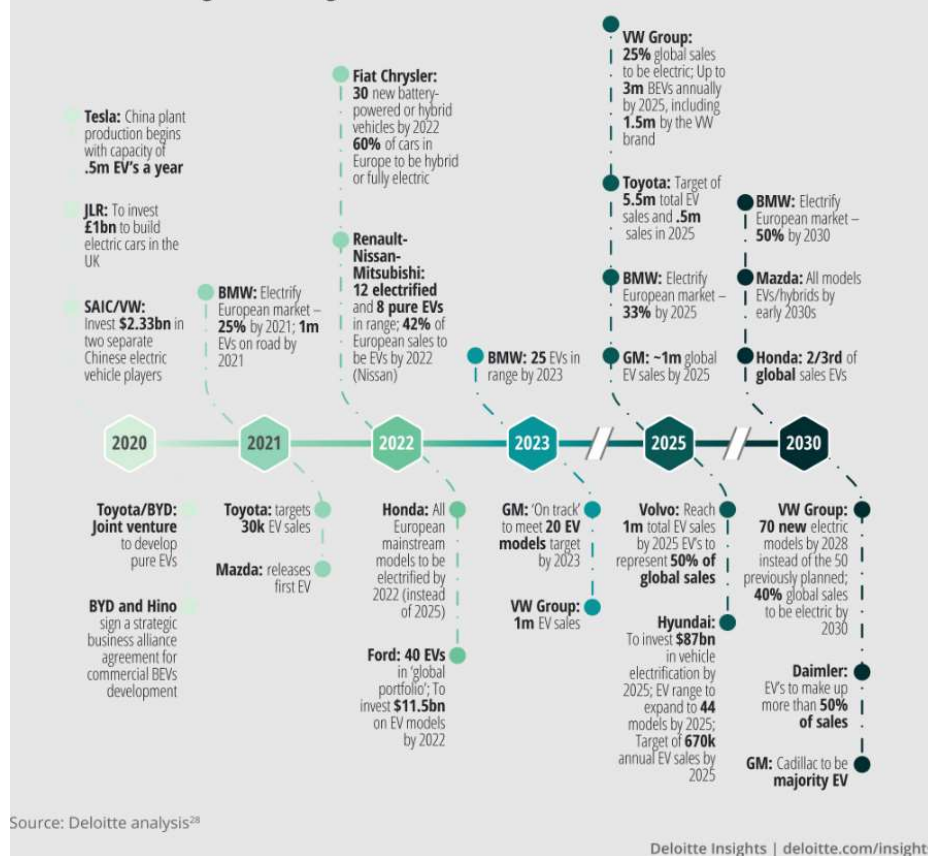 Tesla: China plant
production begins
with capacity of
.5m EV's a year
JLR: To invest
£1bn to build
electric cars in the
UK
SAIC/VW:
Invest $2.33bn in
two separate
Chinese electric
vehicle players
BMW: Electrify
European market –
25% by 2021; 1m
EVs on road by
2021
Fiat Chrysler:
30 new battery-
powered or hybrid
vehicles by 2022
60% of cars in
Europe to be hybrid
or fully electric
Renault-
Nissan-
Mitsubishi:
12 electrified
and 8 pure EVs
in range; 42% of
European sales to
be EVs by 2022
(Nissan)
BMW: 25 EVs in
range by 2023
VW Group:
25% global sales
to be electric; Up to
3m BEVs annually
by 2025, including
1.5m by the VW
brand
Toyota: Target of
5.5m total EV
sales and .5m
sales in 2025
BMW: Electrify
European market –
33% by 2025
GM: ~1m global
EV sales by 2025
BMW: Electrify
European market –
50% by 2030
Mazda: All models
EVs/hybrids by
early 2030s
Honda: 2/3rd of
global sales EVs
2020
2021
2022
2023
2025
2030
Toyota/BYD:
Joint venture
to develop
pure EVs
BYD and Hino
sign a strategic
business alliance
agreement for
commercial BEVs
development
Toyota: targets
30k EV sales
Mazda: releases
first EV
Honda: All
European
mainstream
models to be
electrified by
2022 (instead
of 2025)
Ford: 40 EVs
in ‘global
portfolio’; To
invest $11.5bn
on EV models
by 2022
GM: ‘On track’
to meet 20 EV
models target
by 2023
VW Group:
1m EV sales
Volvo: Reach
1m total EV sales
by 2025 EV's to
represent 50% of
global sales
Hyundai:
To invest $87bn
in vehicle
electrification by
2025; EV range to
expand to 44
models by 2025;
Target of 670k
annual EV sales by
2025
VW Group:
70 new electric
models by 2028
instead of the 50
previously planned;
40% global sales
to be electric by
2030
Daimler:
EV's to make up
more than 50%
of sales
GM: Cadillac to be
majority EV
Source: Deloitte analysis²⁸
Deloitte Insights | deloitte.com/insights